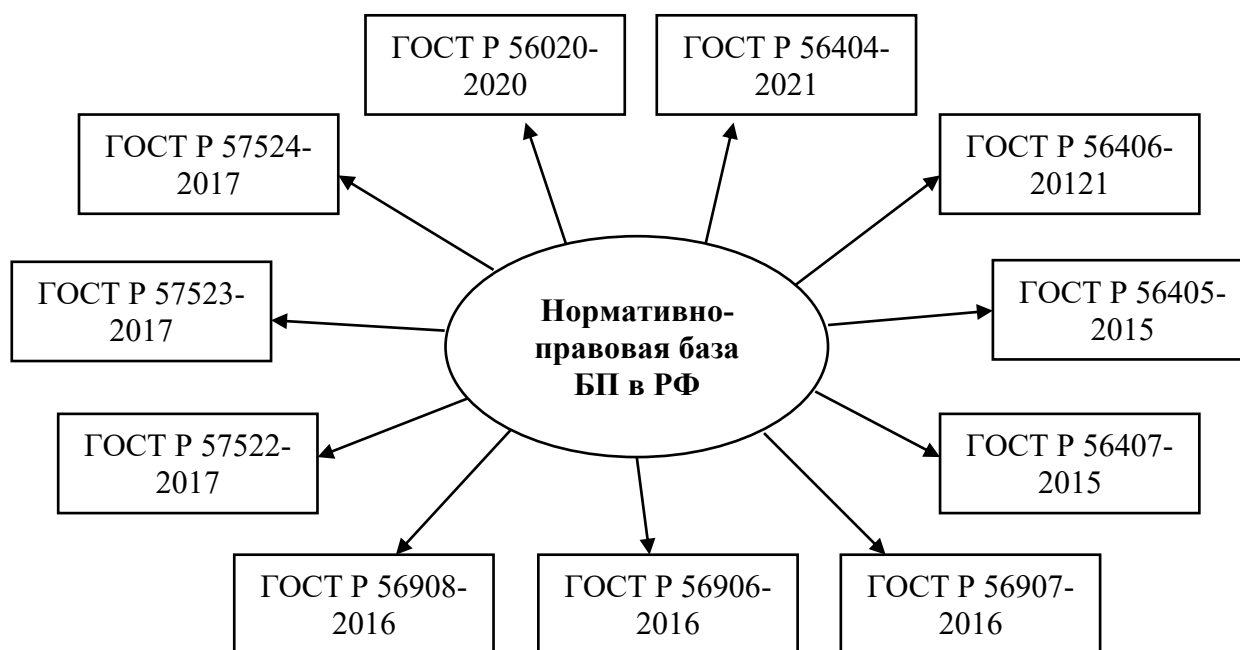 ГОСТ Р 56020-
2020
ГОСТ Р 56404-
2021
ГОСТ Р 57524-
2017
ГОСТ Р 56406-
20121
ГОСТ Р 57523-
2017
Нормативно-
правовая база
БП в РФ
ГОСТ Р 56405-
2015
ГОСТ Р 57522-
2017
ГОСТ Р 56407-
2015
ГОСТ Р 56908-
2016
ГОСТ Р 56906-
2016
ГОСТ Р 56907-
2016